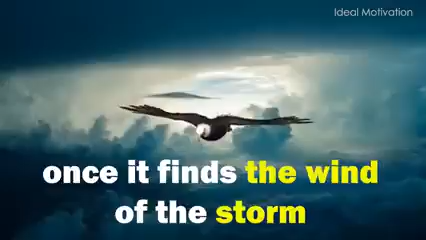 Ideal Motivation
once it finds the wind
of the storm